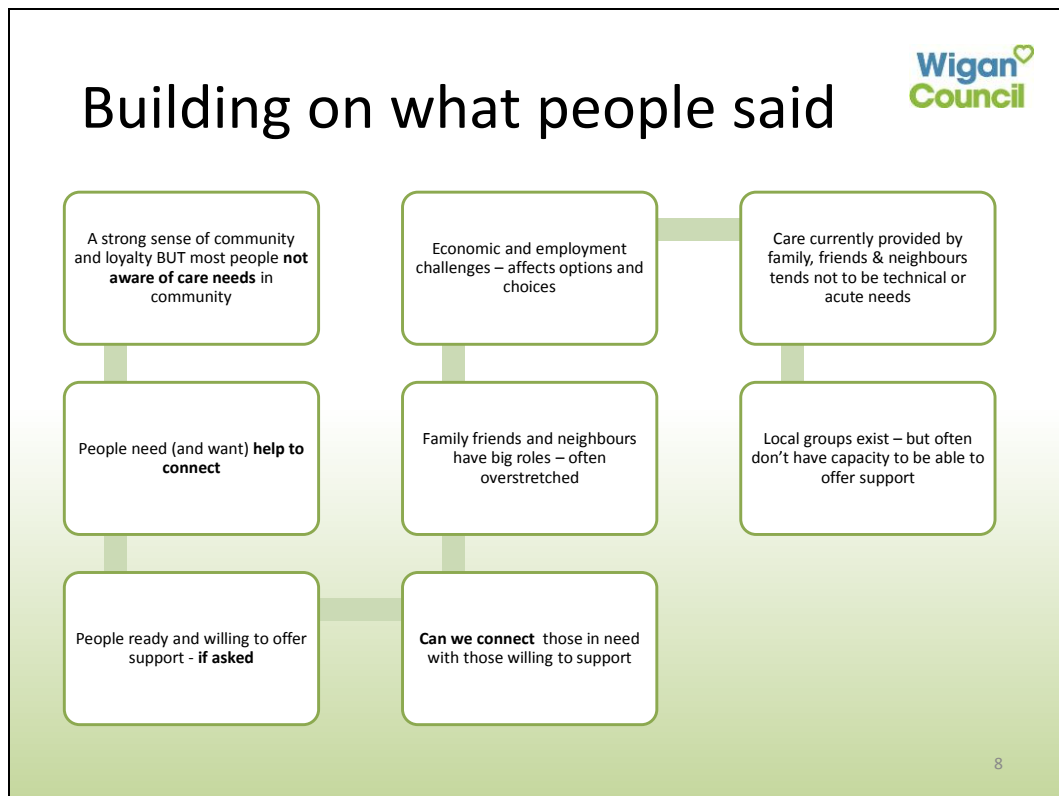 Building on what people said
Wigan
Council
A strong sense of community
and loyalty BUT most people not
aware of care needs in
community
People need (and want) help to
connect
People ready and willing to offer
support - if asked
Can we connect  those in need
with those willing to support
Family friends and neighbours
have big roles – often
overstretched
Economic and employment
challenges – affects options and
choices
Care currently provided by
family, friends & neighbours
tends not to be technical or
acute needs
Local groups exist – but often
don’t have capacity to be able to
offer support
8